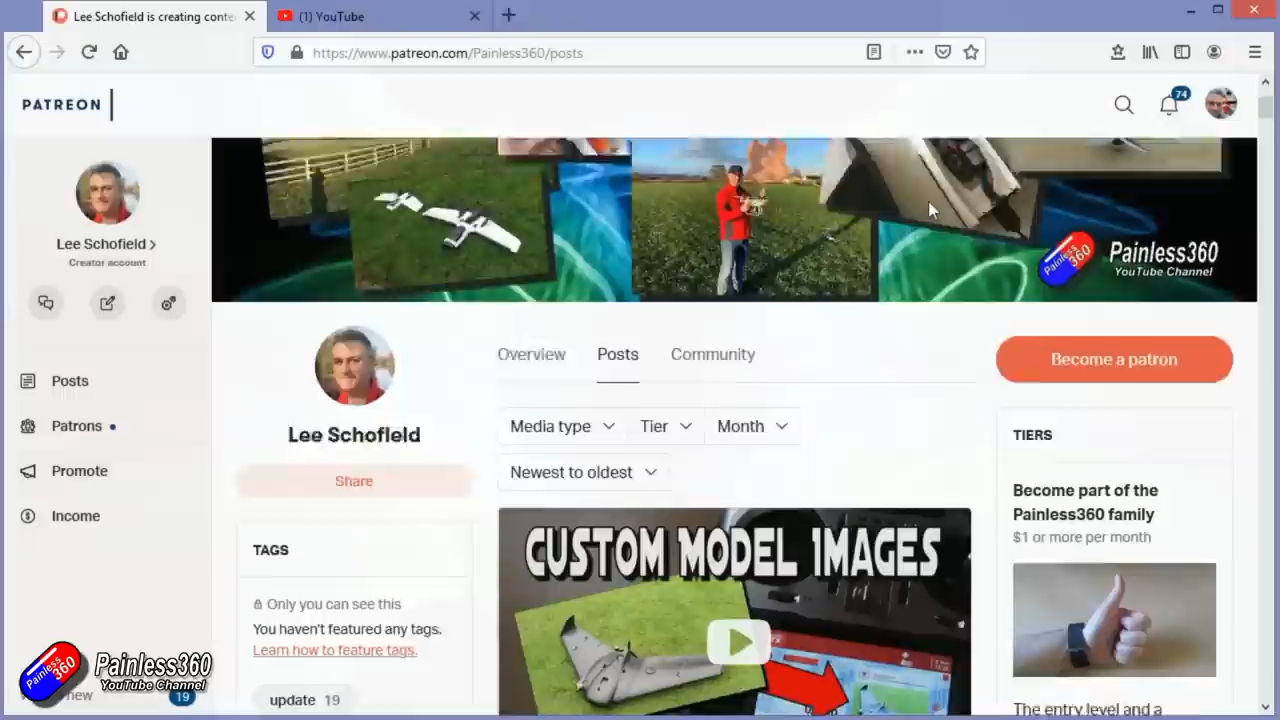 Lee Schofield is creating conte
(1) YouTube
https://www.patreon.com/Painless360/posts
PATREON
74
Painless360
YouTube Channel
Painless360
Lee Schofield
Creator account
Posts
Patrons
Promote
Income
Lee Schofield
Share
TAGS
Only you can see this
You haven't featured any tags.
Learn how to feature tags.
update 19
Overview
Posts
Community
Media type
Tier
Month
Newest to oldest
CUSTOM MODEL IMAGES
Become a patron
TIERS
Become part of the
Painless360 family
$1 or more per month
The entry level and a
Painless360
Painless360
YouTube Channel
new
19